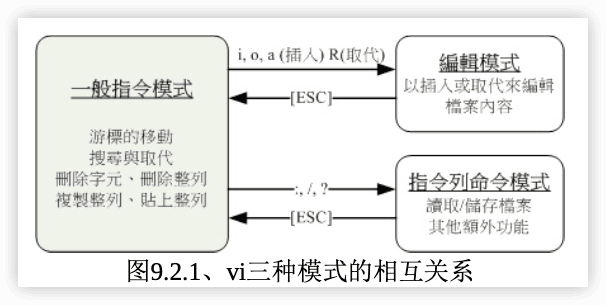 一般指令模式
游標的移動
搜尋與取代
刪除字元、刪除整列
複製整列、貼上整列
i, o, a (插入) R(取代)
[ESC]
編輯模式
以插入或取代來編輯
檔案內容
:, /, ?
[ESC]
指令列命令模式
讀取/儲存檔案
其他額外功能
图9.2.1、vi三种模式的相互关系